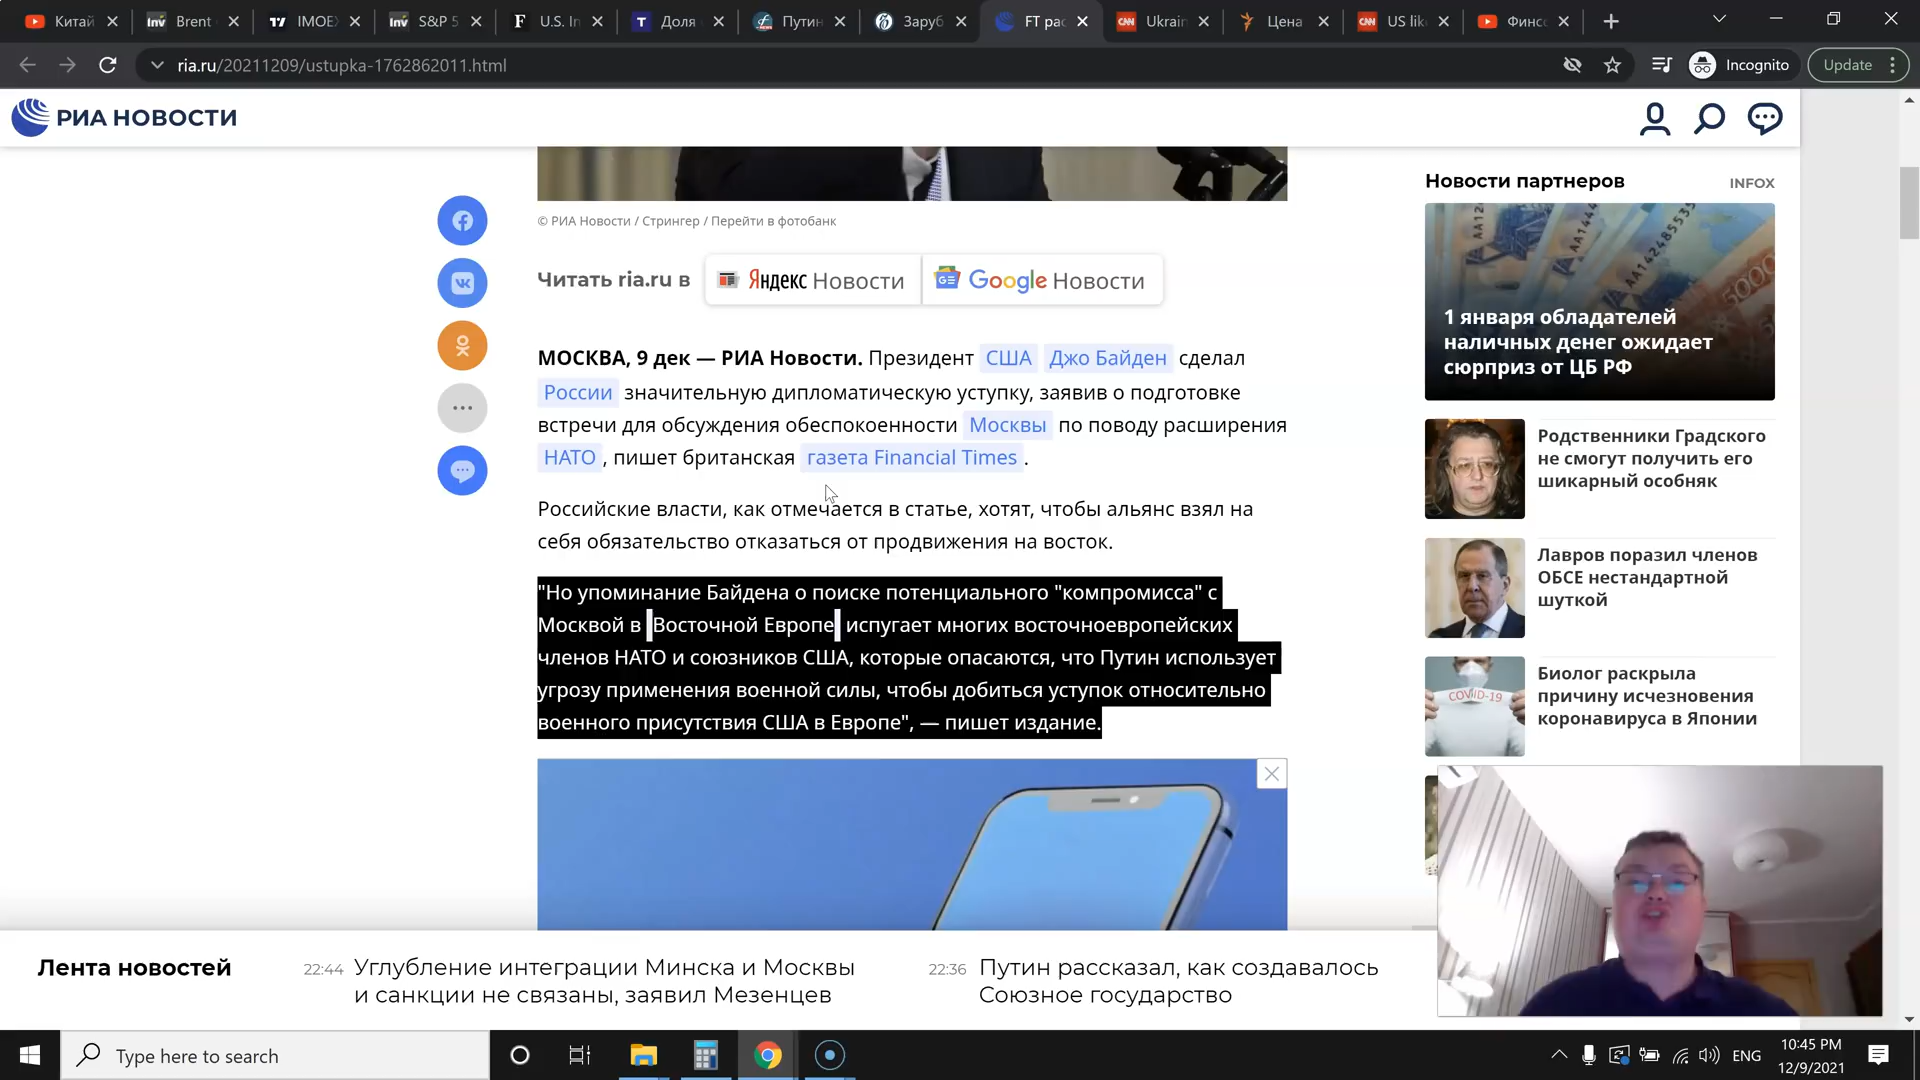 Китай
Brent
IMOEX
S&P 5
U.S. In
Доля
Путин
Заруб
FT рас
Ukrain
Цена
US lik
Финсо
ria.ru/20211209/ustupka-1762862011.html
Incognito
Update
РИА НОВОСТИ
© РИА Новости / Стрингер / Перейти в фотобанк
Читать ria.ru в
Яндекс Новости
Google Новости
МОСКВА, 9 дек — РИА Новости. Президент США Джо Байден сделал
России значительную дипломатическую уступку, заявив о подготовке
встречи для обсуждения обеспокоенности Москвы по поводу расширения
НАТО , пишет британская газета Financial Times .
Российские власти, как отмечается в статье, хотят, чтобы альянс взял на
себя обязательство отказаться от продвижения на восток.
"Но упоминание Байдена о поиске потенциального "компромисса" с
Москвой в Восточной Европе испугает многих восточноевропейских
членов НАТО и союзников США, которые опасаются, что Путин использует
угрозу применения военной силы, чтобы добиться уступок относительно
военного присутствия США в Европе", — пишет издание.
Новости партнеров
INFOX
1 января обладателей
наличных денег ожидает
сюрприз от ЦБ РФ
Родственники Градского
не смогут получить его
шикарный особняк
Лавров поразил членов
ОБСЕ нестандартной
шуткой
COVID-19
Биолог раскрыла
причину исчезновения
коронавируса в Японии
Лента новостей
22:44 Углубление интеграции Минска и Москвы
и санкции не связаны, заявил Мезенцев
22:36 Путин рассказал, как создавалось
Союзное государство
Type here to search
ENG
10:45 PM
12/9/2021